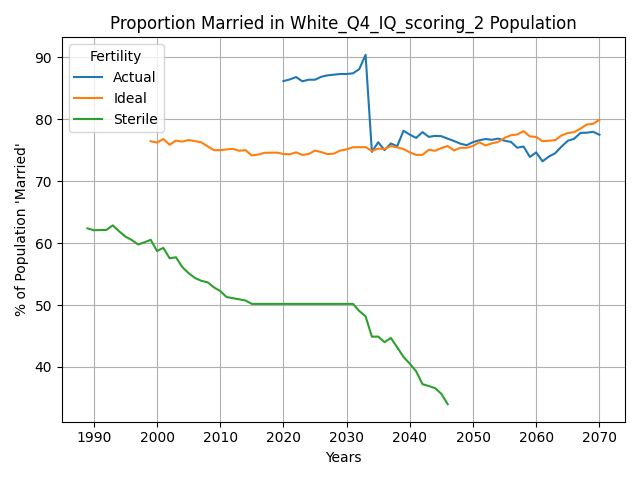 Proportion Married in White_Q4_IQ_scoring_2 Population
Fertility
Actual
Ideal
Sterile
% of Population 'Married'
90
80
70
60
50
40
1990
2000
2010
2020
2030
2040
2050
2060
2070
Years